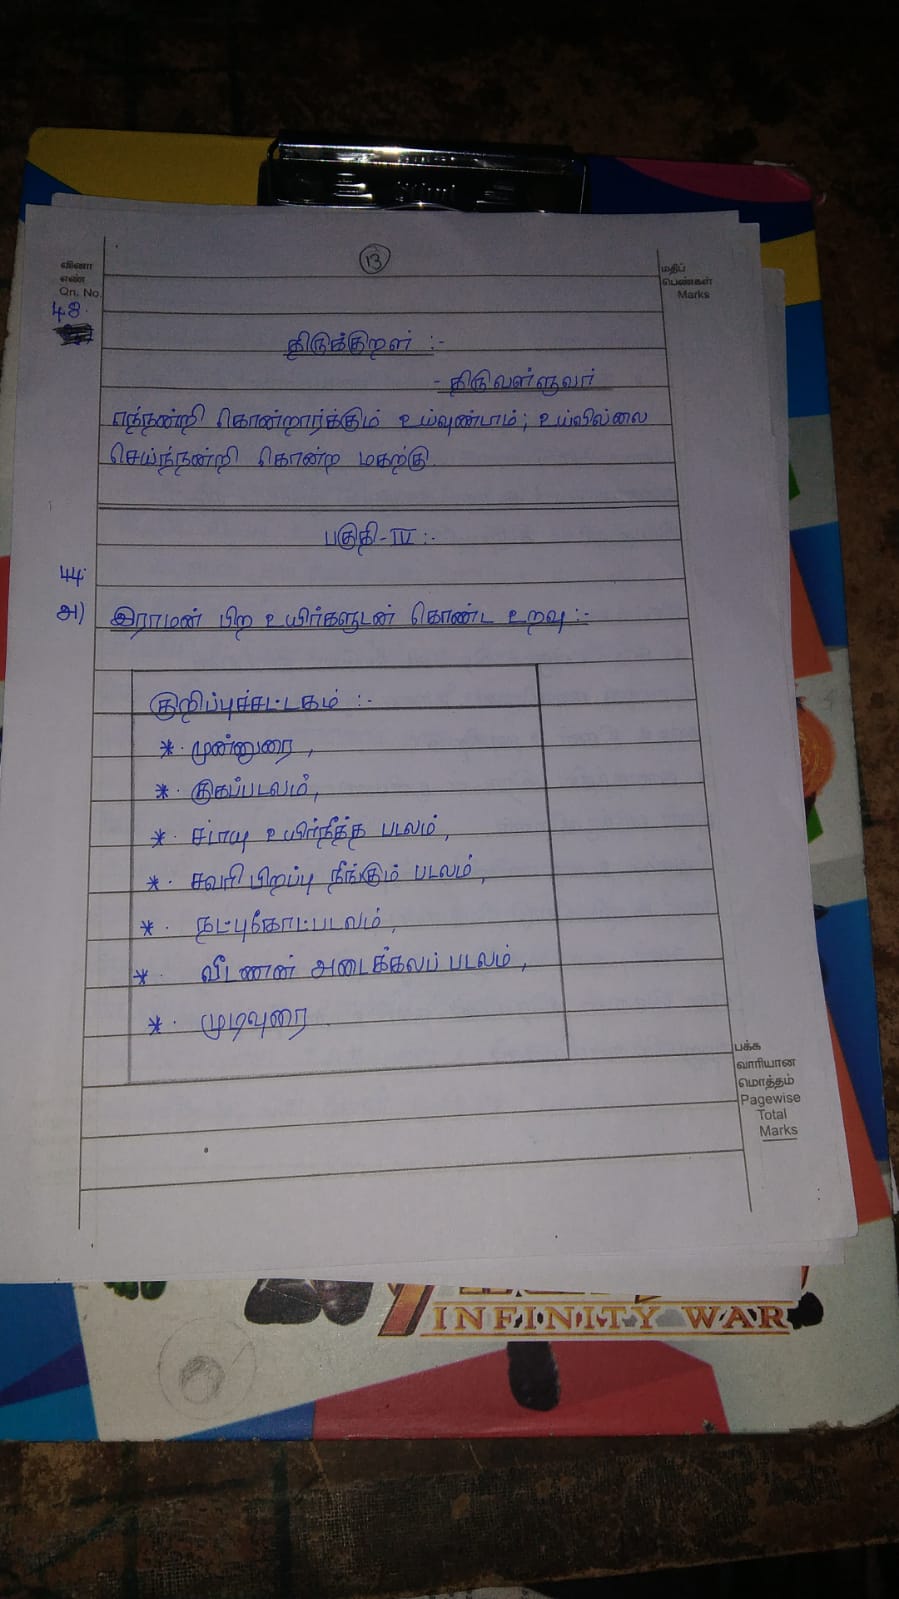 13
வினா
எண்
Qn. No.
மதிப்
பெண்கள்
Marks
43.
திருக்குறள் :-
- திருவள்ளுவர்
எந்நன்றி கொன்றார்க்கும் உய்வுண்டாம்; உய்வில்லை
செய்ந்நன்றி கொன்ற மகற்கு.
பகுதி-IV :-
44.
அ) இராமன் பிற உயிர்களுடன் கொண்ட உறவு :-
குறிப்புச்சட்டகம் :-
*. முன்னுரை,
*. குகப்படலம்,
*. சடாயு உயிர்நீத்த படலம்,
*. சவரி பிறப்பு நீங்கும் படலம்,
*. நட்புகோட்படலம்,
*. வீடணன் அடைக்கலப் படலம்,
*. முடிவுரை.
பக்க
வாரியான
மொத்தம்
Pagewise
Total
Marks
INFINITY WAR